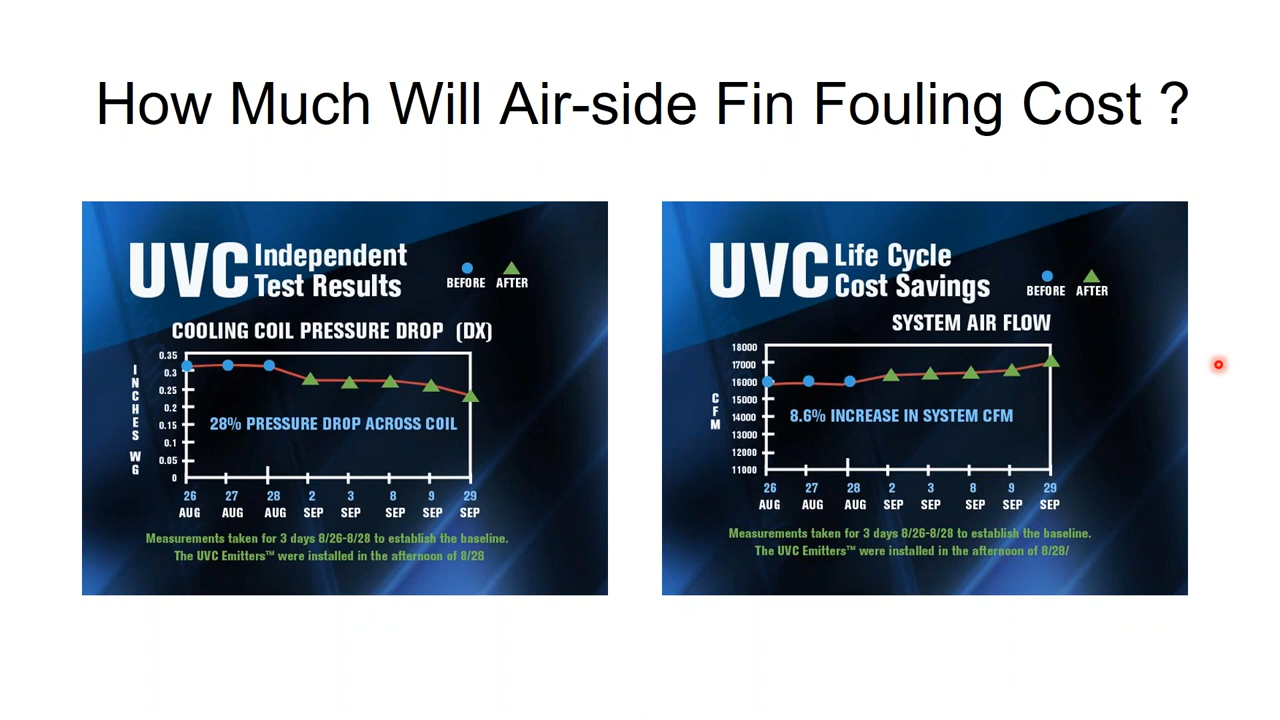 How Much Will Air-side Fin Fouling Cost ?
UVC Independent
Test Results
BEFORE AFTER
COOLING COIL PRESSURE DROP (DX)
INCHES WG
0.35
0.3
0.25
0.2
0.15
0.1
0.05
0
28% PRESSURE DROP ACROSS COIL
26 27 28 2 3 8 9 29
AUG AUG AUG SEP SEP SEP SEP SEP
Measurements taken for 3 days 8/26-8/28 to establish the baseline.
The UVC Emitters™ were installed in the afternoon of 8/28
UVC Life Cycle
Cost Savings
BEFORE AFTER
SYSTEM AIR FLOW
CFM
18000
17000
16000
15000
14000
13000
12000
11000
8.6% INCREASE IN SYSTEM CFM
26 27 28 2 3 8 9 29
AUG AUG AUG SEP SEP SEP SEP SEP
Measurements taken for 3 days 8/26-8/28 to establish the baseline.
The UVC Emitters™ were installed in the afternoon of 8/28/